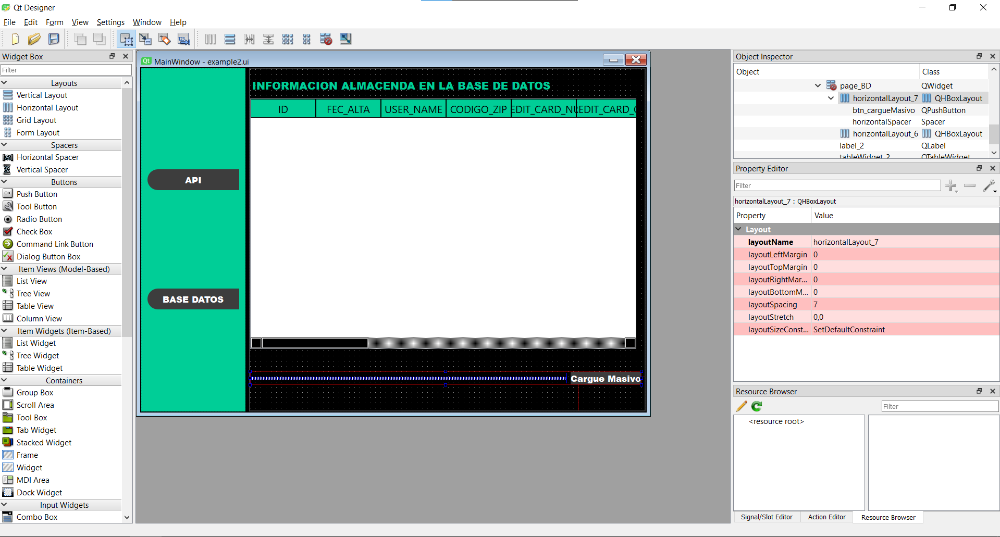 Qt Designer
File Edit Form View Settings Window Help
Widget Box
Filter
Layouts
Vertical Layout
Horizontal Layout
Grid Layout
Form Layout
Spacers
Horizontal Spacer
Vertical Spacer
Buttons
OK Push Button
Tool Button
Radio Button
Check Box
Command Link Button
Dialog Button Box
Item Views (Model-Based)
List View
Tree View
Table View
Column View
Item Widgets (Item-Based)
List Widget
Tree Widget
Table Widget
Containers
Group Box
Scroll Area
Tool Box
Tab Widget
Stacked Widget
Frame
Widget
MDI Area
Dock Widget
Input Widgets
Combo Box
Qt MainWindow - example2.ui
API
BASE DATOS
INFORMACION ALMACENDA EN LA BASE DE DATOS
ID FEC_ALTA USER_NAME CODIGO_ZIP EDIT_CARD_NU EDIT_CARD_C
Cargue Masivo
Object Inspector
Object Class
page_BD QWidget
horizontalLayout_7 QHBoxLayout
btn_cargueMasivo QPushButton
horizontalSpacer Spacer
horizontalLayout_6 QHBoxLayout
label_2 QLabel
tableWidget_2 QTableWidget
Property Editor
Filter
horizontalLayout_7 : QHBoxLayout
Property Value
Layout
layoutName horizontalLayout_7
layoutLeftMargin 0
layoutTopMargin 0
layoutRightMar... 0
layoutBottomM... 0
layoutSpacing 7
layoutStretch 0,0
layoutSizeConst... SetDefaultConstraint
Resource Browser
Filter
<resource root>
Signal/Slot Editor Action Editor Resource Browser